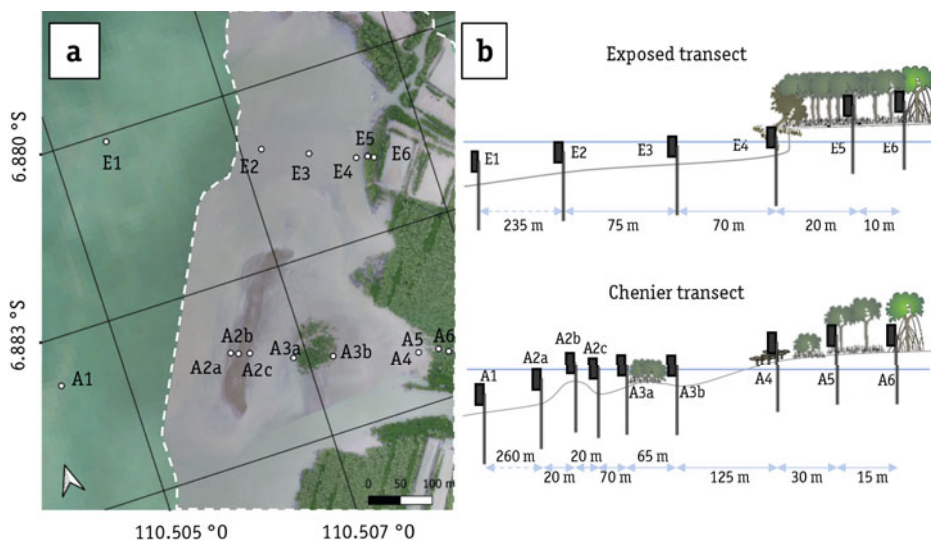 a
E1
E2
E3
E4
E5
E6
A1
A2a
A2b
A2c
A3a
A3b
A4
A5
A6
6.880 °S
6.883 °S
110.505 °O
110.507 °O
0 50 100 m
b
Exposed transect
E1
E2
E3
E4
E5
E6
235 m
75 m
70 m
20 m
10 m
Chenier transect
A1
A2a
A2b
A2c
A3a
A3b
A4
A5
A6
260 m
20 m
20 m
70 m
65 m
125 m
30 m
15 m